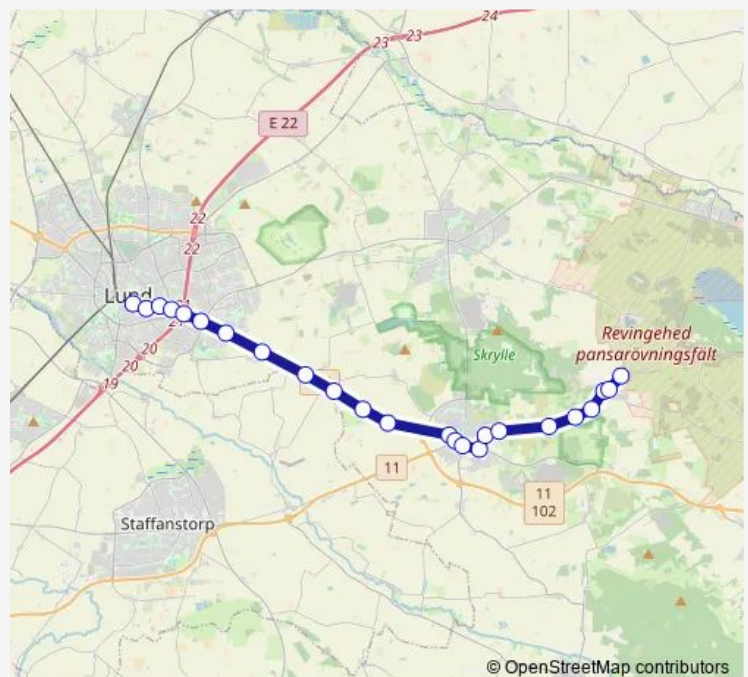 24
23
23
E 22
22
22
Lund
21
21
20
20
19
Revingehed
pansarövningsfält
Skrylle
11
11
102
Staffanstorp
© OpenStreetMap contributors